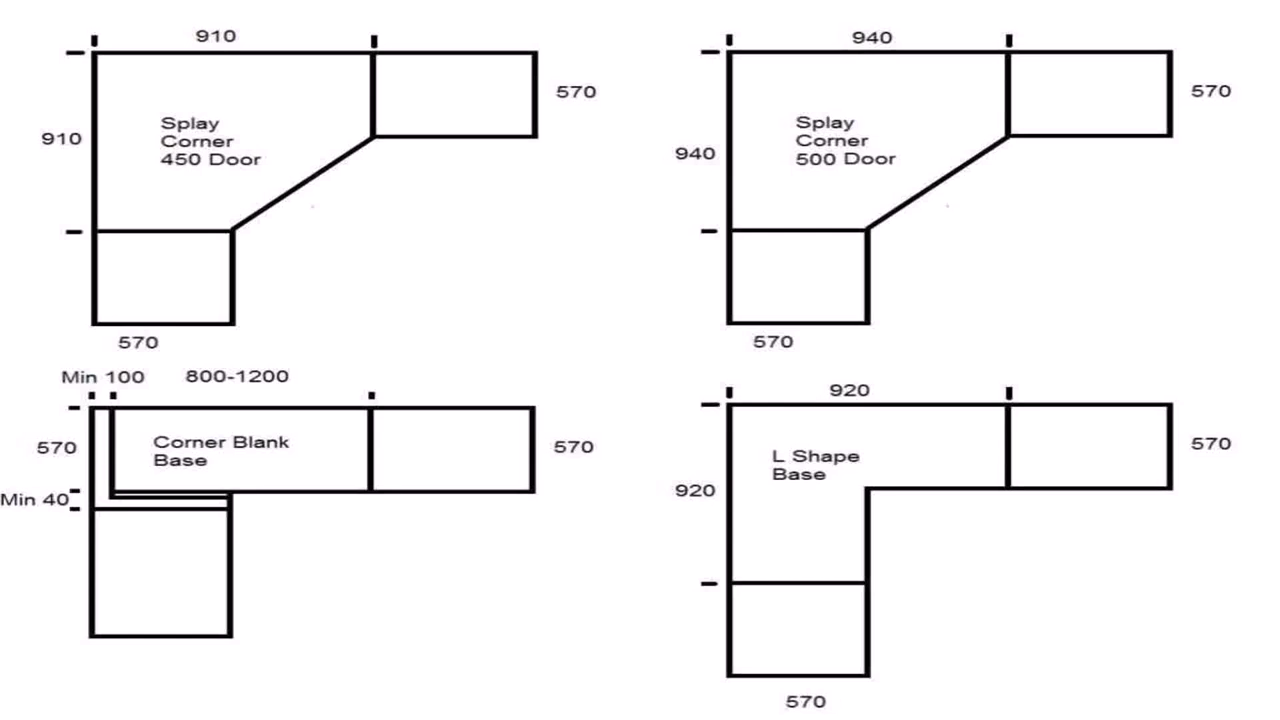 910
570
910
Splay
Corner
450 Door
570
940
570
940
Splay
Corner
500 Door
570
Min 100
800-1200
570
Corner Blank
Base
570
Min 40
920
570
920
L Shape
Base
570